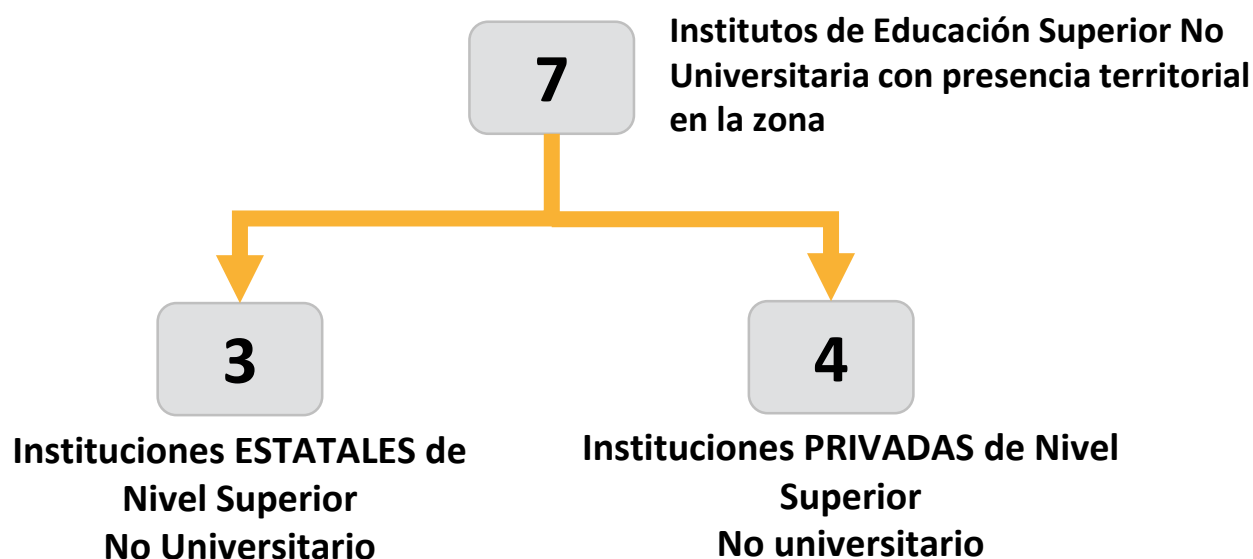 7
Institutos de Educación Superior No
Universitaria con presencia territorial
en la zona
3
Instituciones ESTATALES de
Nivel Superior
No Universitario
4
Instituciones PRIVADAS de Nivel
Superior
No universitario